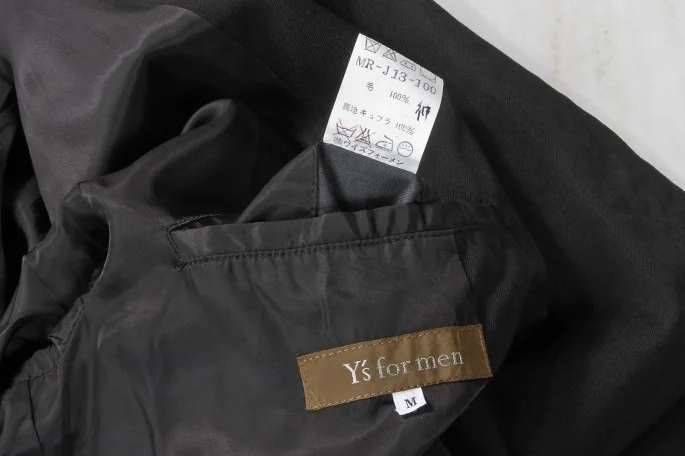 MR-J13-100
毛 100%
裏地 キュプラ 100%
㈱ワイズフォーメン
Y's for men
M